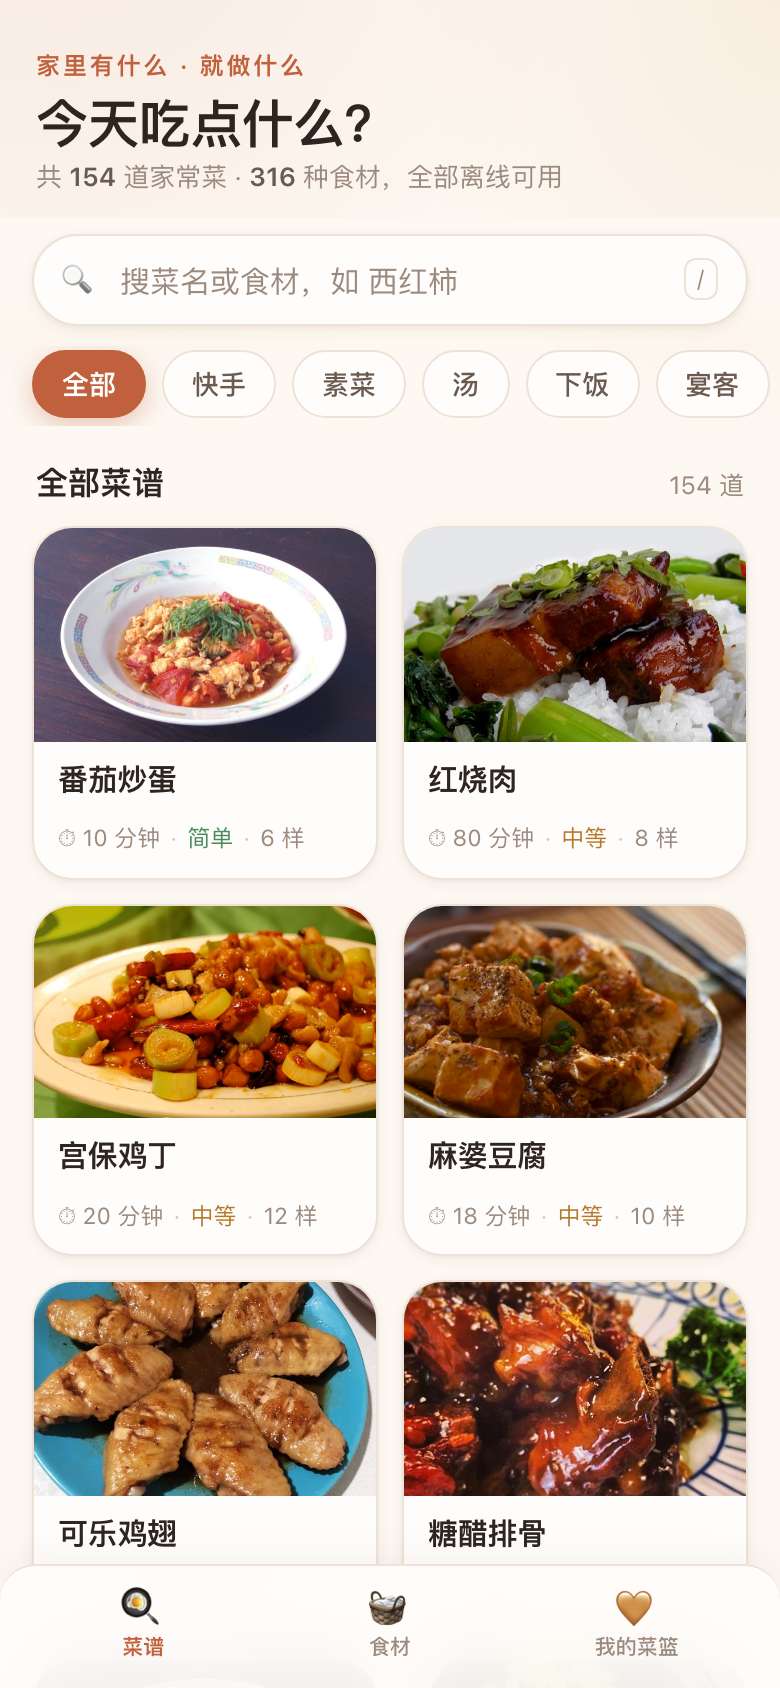 家里有什么 · 就做什么
今天吃点什么?
共 154 道家常菜 · 316 种食材，全部离线可用
搜菜名或食材，如 西红柿
/
全部 快手 素菜 汤 下饭 宴客
全部菜谱 154 道
番茄炒蛋 红烧肉
10 分钟 · 简单 · 6 样 80 分钟 · 中等 · 8 样
宫保鸡丁 麻婆豆腐
20 分钟 · 中等 · 12 样 18 分钟 · 中等 · 10 样
可乐鸡翅 糖醋排骨
菜谱 食材 我的菜篮